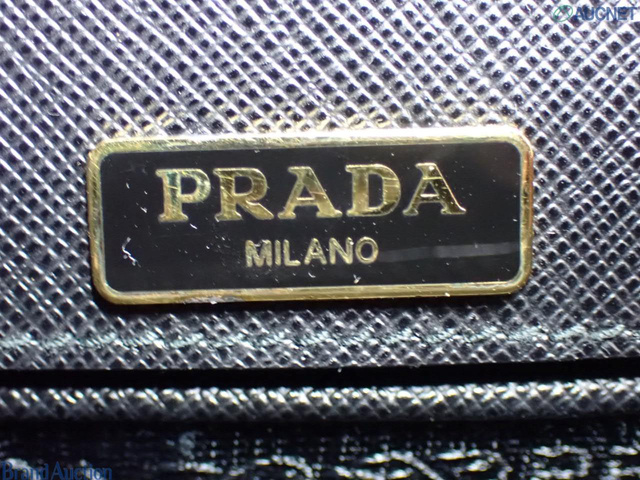 AUCNET
PRADA
MILANO
Brand Auction